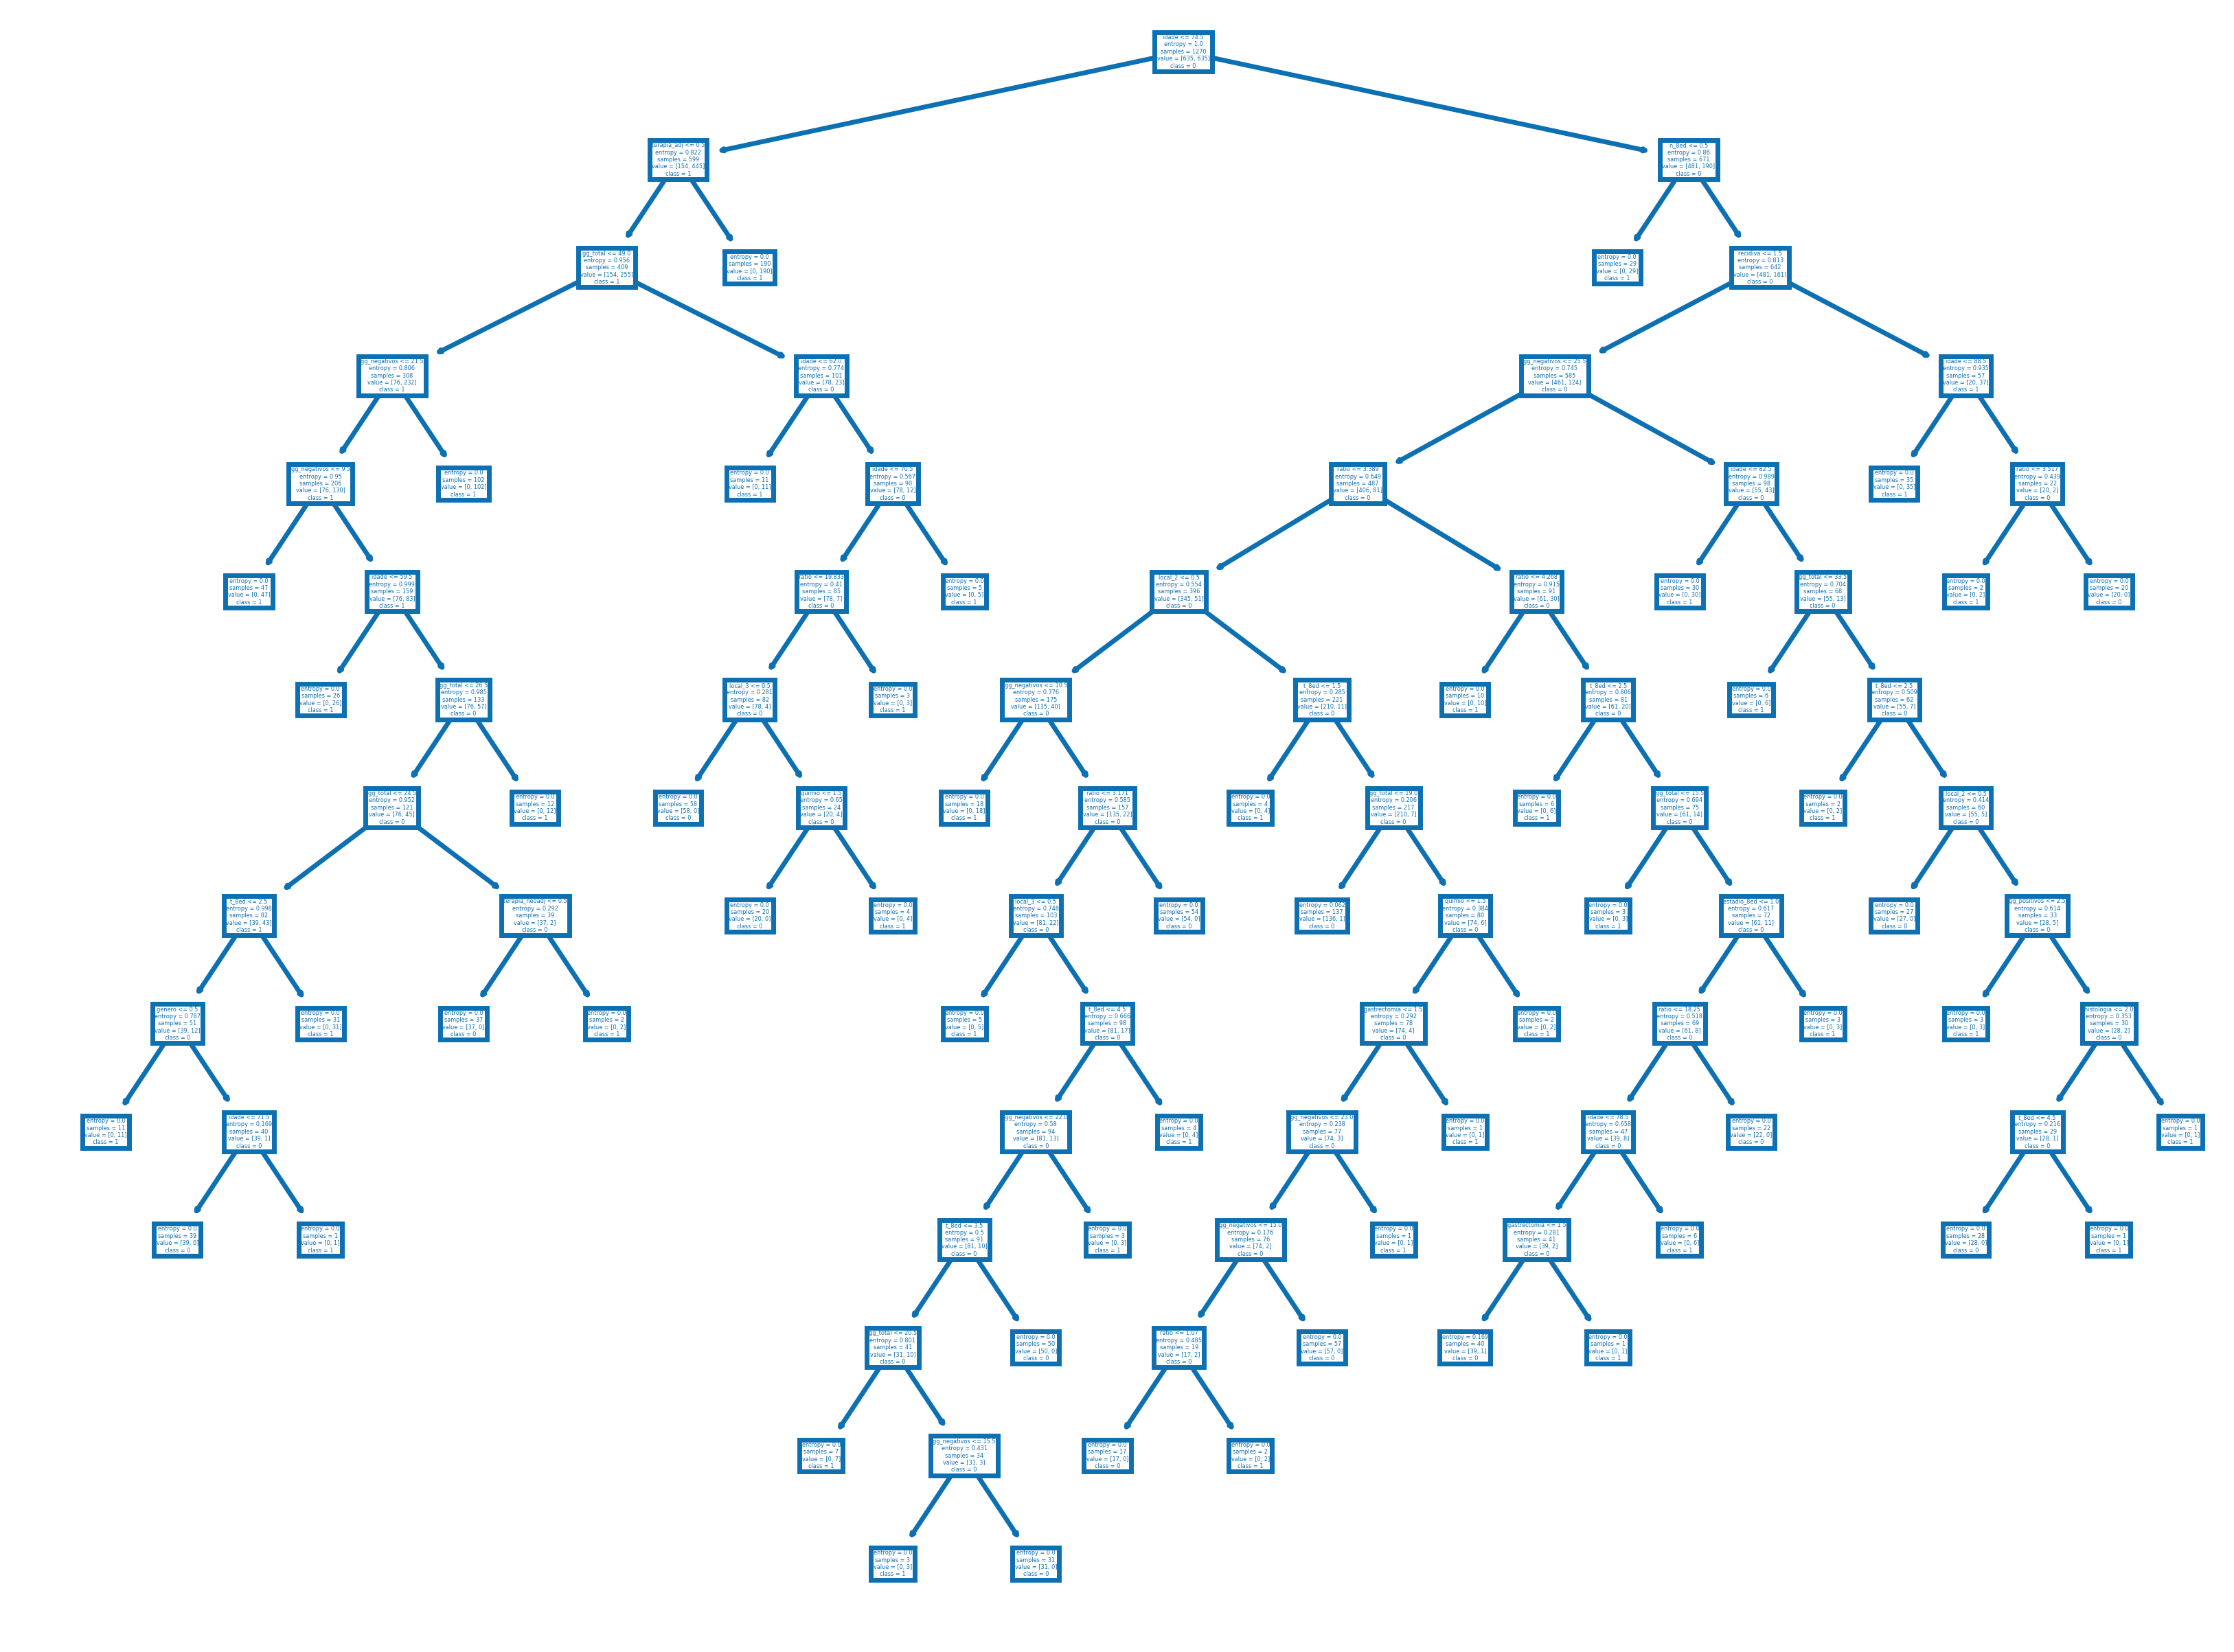 idade <= 74.5
entropy = 1.0
samples = 1270
value = [635, 635]
class = 0
terapia_adj <= 0.5
entropy = 0.822
samples = 599
value = [154, 445]
class = 1
n_8ed <= 0.5
entropy = 0.86
samples = 671
value = [481, 190]
class = 0
gg_total <= 49.0
entropy = 0.956
samples = 409
value = [154, 255]
class = 1
entropy = 0.0
samples = 190
value = [0, 190]
class = 1
entropy = 0.0
samples = 29
value = [0, 29]
class = 1
recidiva <= 1.5
entropy = 0.813
samples = 642
value = [481, 161]
class = 0
gg_negativos <= 21.5
entropy = 0.806
samples = 308
value = [76, 232]
class = 1
idade <= 62.0
entropy = 0.774
samples = 101
value = [78, 23]
class = 0
gg_negativos <= 25.5
entropy = 0.745
samples = 585
value = [461, 124]
class = 0
idade <= 88.5
entropy = 0.935
samples = 57
value = [20, 37]
class = 1
gg_negativos <= 9.5
entropy = 0.95
samples = 206
value = [76, 130]
class = 1
entropy = 0.0
samples = 102
value = [0, 102]
class = 1
entropy = 0.0
samples = 11
value = [0, 11]
class = 1
idade <= 70.5
entropy = 0.567
samples = 90
value = [78, 12]
class = 0
ratio <= 3.389
entropy = 0.649
samples = 487
value = [406, 81]
class = 0
idade <= 82.5
entropy = 0.989
samples = 98
value = [55, 43]
class = 0
entropy = 0.0
samples = 35
value = [0, 35]
class = 1
ratio <= 3.517
entropy = 0.439
samples = 22
value = [20, 2]
class = 0
entropy = 0.0
samples = 47
value = [0, 47]
class = 1
idade <= 59.5
entropy = 0.999
samples = 159
value = [76, 83]
class = 1
ratio <= 19.833
entropy = 0.41
samples = 85
value = [78, 7]
class = 0
entropy = 0.0
samples = 5
value = [0, 5]
class = 1
local_2 <= 0.5
entropy = 0.554
samples = 396
value = [345, 51]
class = 0
ratio <= 4.268
entropy = 0.915
samples = 91
value = [61, 30]
class = 0
entropy = 0.0
samples = 30
value = [0, 30]
class = 1
gg_total <= 33.5
entropy = 0.704
samples = 68
value = [55, 13]
class = 0
entropy = 0.0
samples = 2
value = [0, 2]
class = 1
entropy = 0.0
samples = 20
value = [20, 0]
class = 0
entropy = 0.0
samples = 26
value = [0, 26]
class = 1
gg_total <= 26.5
entropy = 0.985
samples = 133
value = [76, 57]
class = 0
local_3 <= 0.5
entropy = 0.281
samples = 82
value = [78, 4]
class = 0
entropy = 0.0
samples = 3
value = [0, 3]
class = 1
gg_negativos <= 10.5
entropy = 0.776
samples = 175
value = [135, 40]
class = 0
t_8ed <= 1.5
entropy = 0.285
samples = 221
value = [210, 11]
class = 0
entropy = 0.0
samples = 10
value = [0, 10]
class = 1
t_8ed <= 2.5
entropy = 0.806
samples = 81
value = [61, 20]
class = 0
entropy = 0.0
samples = 6
value = [0, 6]
class = 1
t_8ed <= 2.5
entropy = 0.509
samples = 62
value = [55, 7]
class = 0
gg_total <= 24.5
entropy = 0.952
samples = 121
value = [76, 45]
class = 0
entropy = 0.0
samples = 12
value = [0, 12]
class = 1
entropy = 0.0
samples = 58
value = [58, 0]
class = 0
quimio <= 1.5
entropy = 0.65
samples = 24
value = [20, 4]
class = 0
entropy = 0.0
samples = 18
value = [0, 18]
class = 1
ratio <= 3.171
entropy = 0.585
samples = 157
value = [135, 22]
class = 0
entropy = 0.0
samples = 4
value = [0, 4]
class = 1
gg_total <= 19.0
entropy = 0.206
samples = 217
value = [210, 7]
class = 0
entropy = 0.0
samples = 6
value = [0, 6]
class = 1
gg_total <= 15.5
entropy = 0.694
samples = 75
value = [61, 14]
class = 0
entropy = 0.0
samples = 2
value = [0, 2]
class = 1
local_2 <= 0.5
entropy = 0.414
samples = 60
value = [55, 5]
class = 0
t_8ed <= 2.5
entropy = 0.998
samples = 82
value = [39, 43]
class = 1
terapia_neoadj <= 0.5
entropy = 0.292
samples = 39
value = [37, 2]
class = 0
entropy = 0.0
samples = 20
value = [20, 0]
class = 0
entropy = 0.0
samples = 4
value = [0, 4]
class = 1
local_3 <= 0.5
entropy = 0.748
samples = 103
value = [81, 22]
class = 0
entropy = 0.0
samples = 54
value = [54, 0]
class = 0
entropy = 0.062
samples = 137
value = [136, 1]
class = 0
quimio <= 1.5
entropy = 0.384
samples = 80
value = [74, 6]
class = 0
entropy = 0.0
samples = 3
value = [0, 3]
class = 1
estadio_8ed <= 1.0
entropy = 0.617
samples = 72
value = [61, 11]
class = 0
entropy = 0.0
samples = 27
value = [27, 0]
class = 0
gg_positivos <= 2.5
entropy = 0.614
samples = 33
value = [28, 5]
class = 0
genero <= 0.5
entropy = 0.787
samples = 51
value = [39, 12]
class = 0
entropy = 0.0
samples = 31
value = [0, 31]
class = 1
entropy = 0.0
samples = 37
value = [37, 0]
class = 0
entropy = 0.0
samples = 2
value = [0, 2]
class = 1
entropy = 0.0
samples = 5
value = [0, 5]
class = 1
t_8ed <= 4.5
entropy = 0.666
samples = 98
value = [81, 17]
class = 0
gastrectomia <= 1.5
entropy = 0.292
samples = 78
value = [74, 4]
class = 0
entropy = 0.0
samples = 2
value = [0, 2]
class = 1
ratio <= 18.25
entropy = 0.518
samples = 69
value = [61, 8]
class = 0
entropy = 0.0
samples = 3
value = [0, 3]
class = 1
entropy = 0.0
samples = 3
value = [0, 3]
class = 1
histologia <= 2.0
entropy = 0.353
samples = 30
value = [28, 2]
class = 0
entropy = 0.0
samples = 11
value = [0, 11]
class = 1
idade <= 71.5
entropy = 0.169
samples = 40
value = [39, 1]
class = 0
gg_negativos <= 22.0
entropy = 0.58
samples = 94
value = [81, 13]
class = 0
entropy = 0.0
samples = 4
value = [0, 4]
class = 1
gg_negativos <= 23.0
entropy = 0.238
samples = 77
value = [74, 3]
class = 0
entropy = 0.0
samples = 1
value = [0, 1]
class = 1
idade <= 78.5
entropy = 0.658
samples = 47
value = [39, 8]
class = 0
entropy = 0.0
samples = 22
value = [22, 0]
class = 0
t_8ed <= 4.5
entropy = 0.216
samples = 29
value = [28, 1]
class = 0
entropy = 0.0
samples = 1
value = [0, 1]
class = 1
entropy = 0.0
samples = 39
value = [39, 0]
class = 0
entropy = 0.0
samples = 1
value = [0, 1]
class = 1
t_8ed <= 3.5
entropy = 0.5
samples = 91
value = [81, 10]
class = 0
entropy = 0.0
samples = 3
value = [0, 3]
class = 1
gg_negativos <= 15.0
entropy = 0.176
samples = 76
value = [74, 2]
class = 0
entropy = 0.0
samples = 1
value = [0, 1]
class = 1
gastrectomia <= 1.5
entropy = 0.281
samples = 41
value = [39, 2]
class = 0
entropy = 0.0
samples = 6
value = [0, 6]
class = 1
entropy = 0.0
samples = 28
value = [28, 0]
class = 0
entropy = 0.0
samples = 1
value = [0, 1]
class = 1
gg_total <= 20.5
entropy = 0.801
samples = 41
value = [31, 10]
class = 0
entropy = 0.0
samples = 50
value = [50, 0]
class = 0
ratio <= 1.07
entropy = 0.485
samples = 19
value = [17, 2]
class = 0
entropy = 0.0
samples = 57
value = [57, 0]
class = 0
entropy = 0.169
samples = 40
value = [39, 1]
class = 0
entropy = 0.0
samples = 1
value = [0, 1]
class = 1
entropy = 0.0
samples = 7
value = [0, 7]
class = 1
gg_negativos <= 15.5
entropy = 0.431
samples = 34
value = [31, 3]
class = 0
entropy = 0.0
samples = 17
value = [17, 0]
class = 0
entropy = 0.0
samples = 2
value = [0, 2]
class = 1
entropy = 0.0
samples = 3
value = [0, 3]
class = 1
entropy = 0.0
samples = 31
value = [31, 0]
class = 0